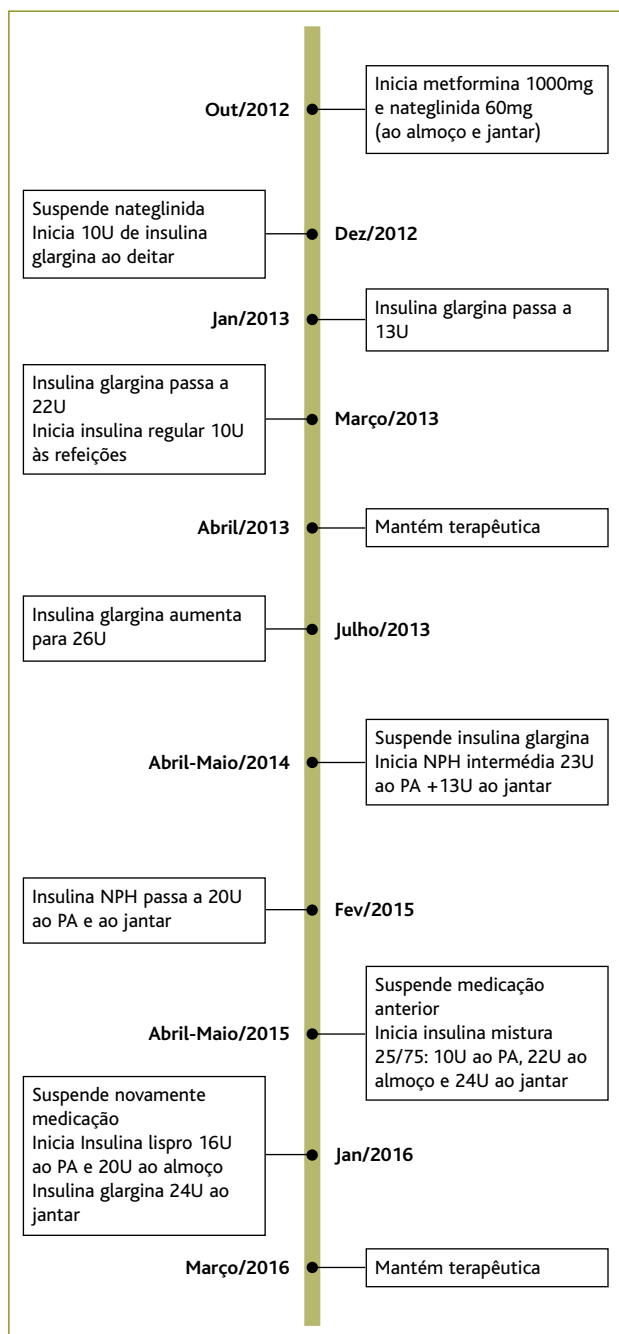 Out/2012
Inicia metformina 1000mg
e nateglinida 60mg
(ao almoço e jantar)
Suspende nateglinida
Inicia 10U de insulina
glargina ao deitar
Dez/2012
Jan/2013
Insulina glargina passa a
13U
Insulina glargina passa a
22U
Inicia insulina regular 10U
às refeições
Março/2013
Abril/2013
Mantém terapêutica
Insulina glargina aumenta
para 26U
Julho/2013
Abril-Maio/2014
Suspende insulina glargina
Inicia NPH intermédia 23U
ao PA +13U ao jantar
Insulina NPH passa a 20U
ao PA e ao jantar
Fev/2015
Abril-Maio/2015
Suspende medicação
anterior
Inicia insulina mistura
25/75: 10U ao PA, 22U ao
almoço e 24U ao jantar
Suspende novamente
medicação
Inicia Insulina lispro 16U
ao PA e 20U ao almoço
Insulina glargina 24U ao
jantar
Jan/2016
Março/2016
Mantém terapêutica